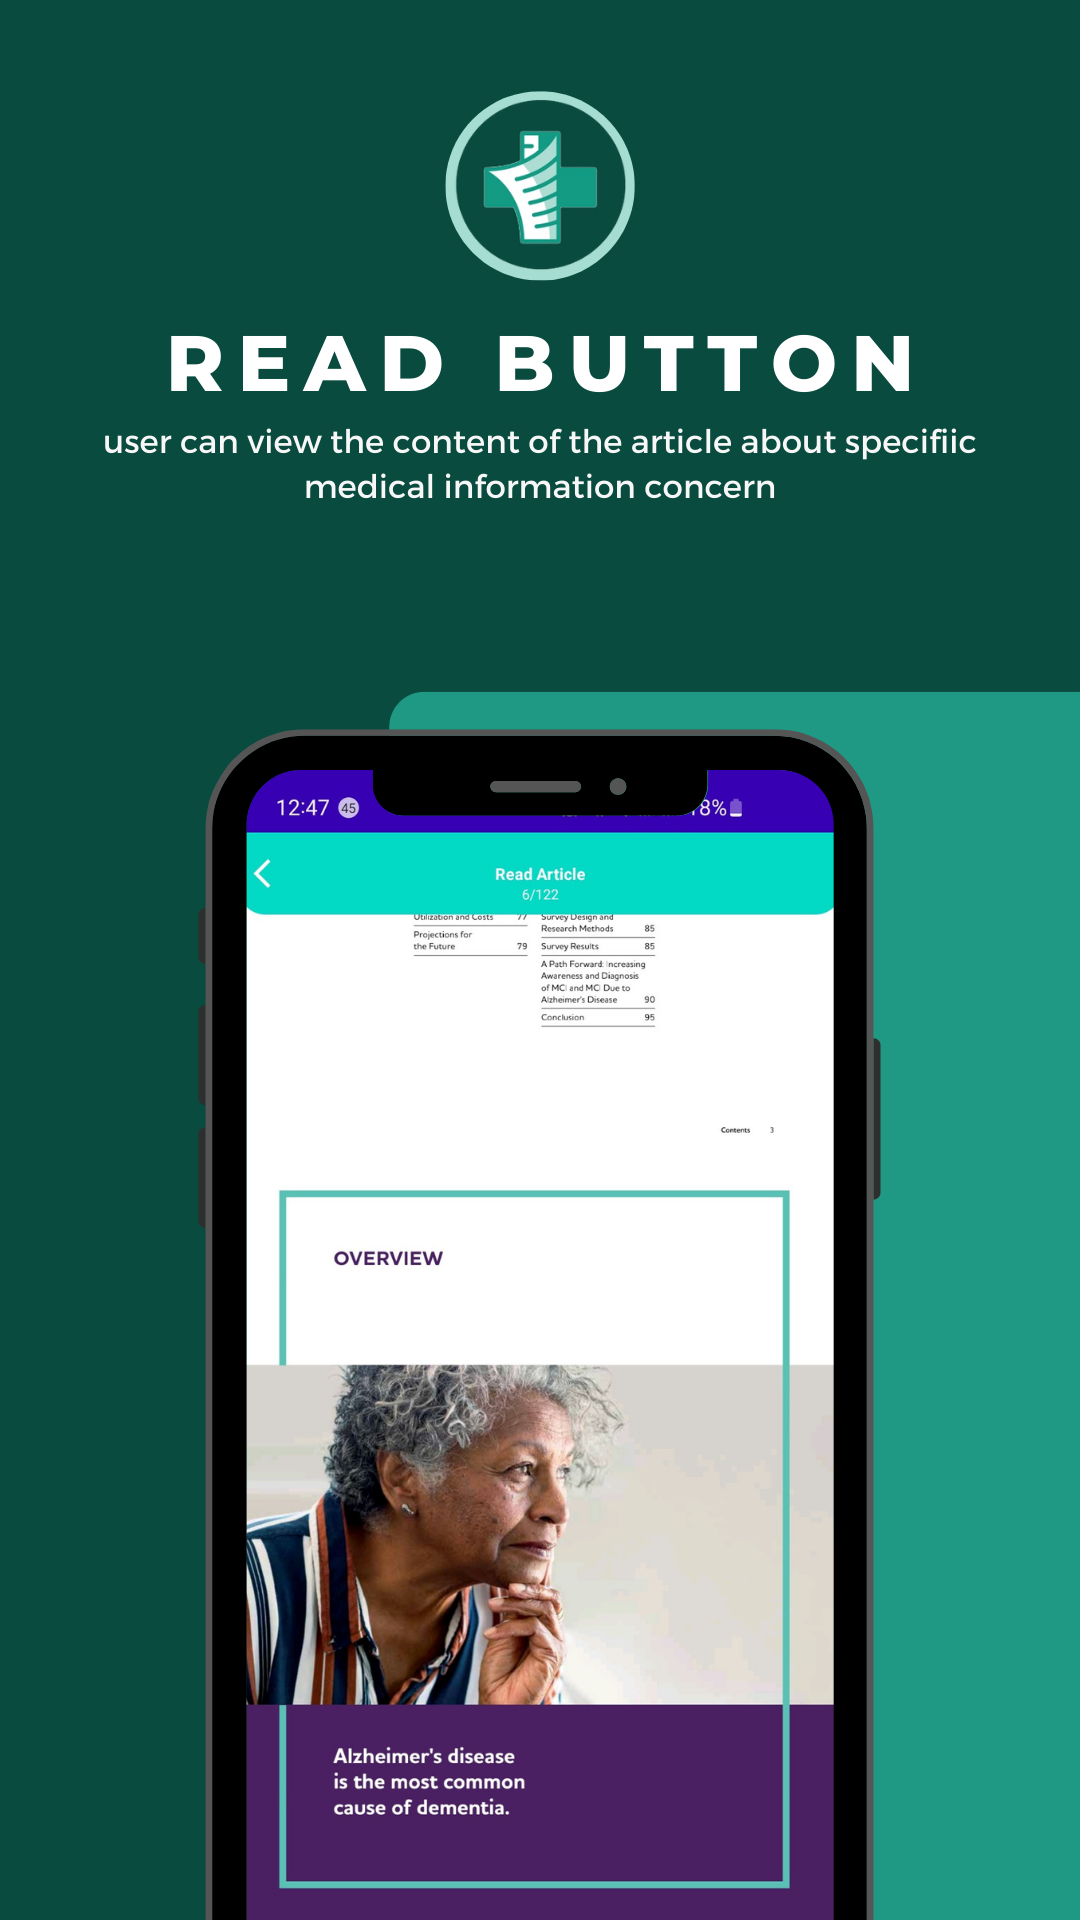 READ BUTTON
user can view the content of the article about specifiic
medical information concern
12:47 45
8%
Read Article
6/122
Utilization and Costs 77
Projections for
the Future 79
Survey Design and
Research Methods 85
Survey Results 85
A Path Forward: Increasing
Awareness and Diagnosis
of MCI and MCI Due to
Alzheimer's Disease 90
Conclusion 95
Contents 3
OVERVIEW
Alzheimer's disease
is the most common
cause of dementia.